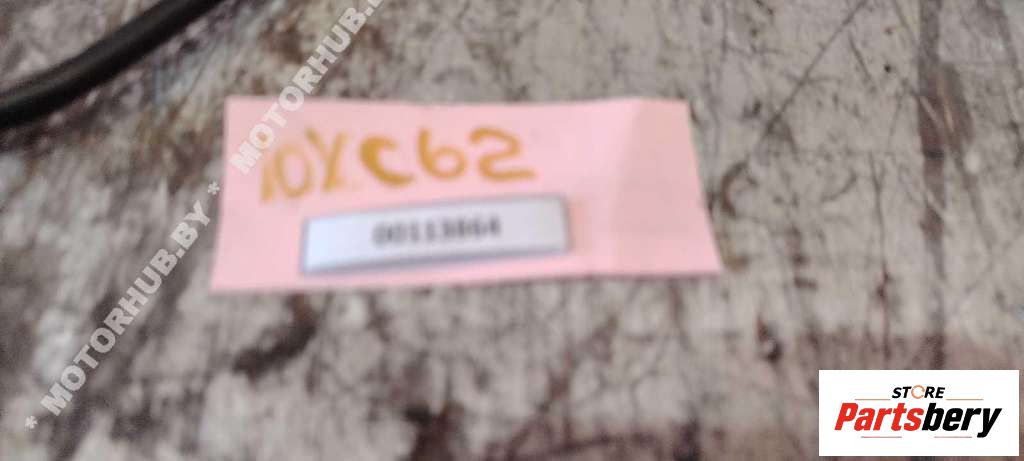 * MOTORHUB.BY * MOTORHUB.BY
10XC62
00113864
STORE
Partsbery